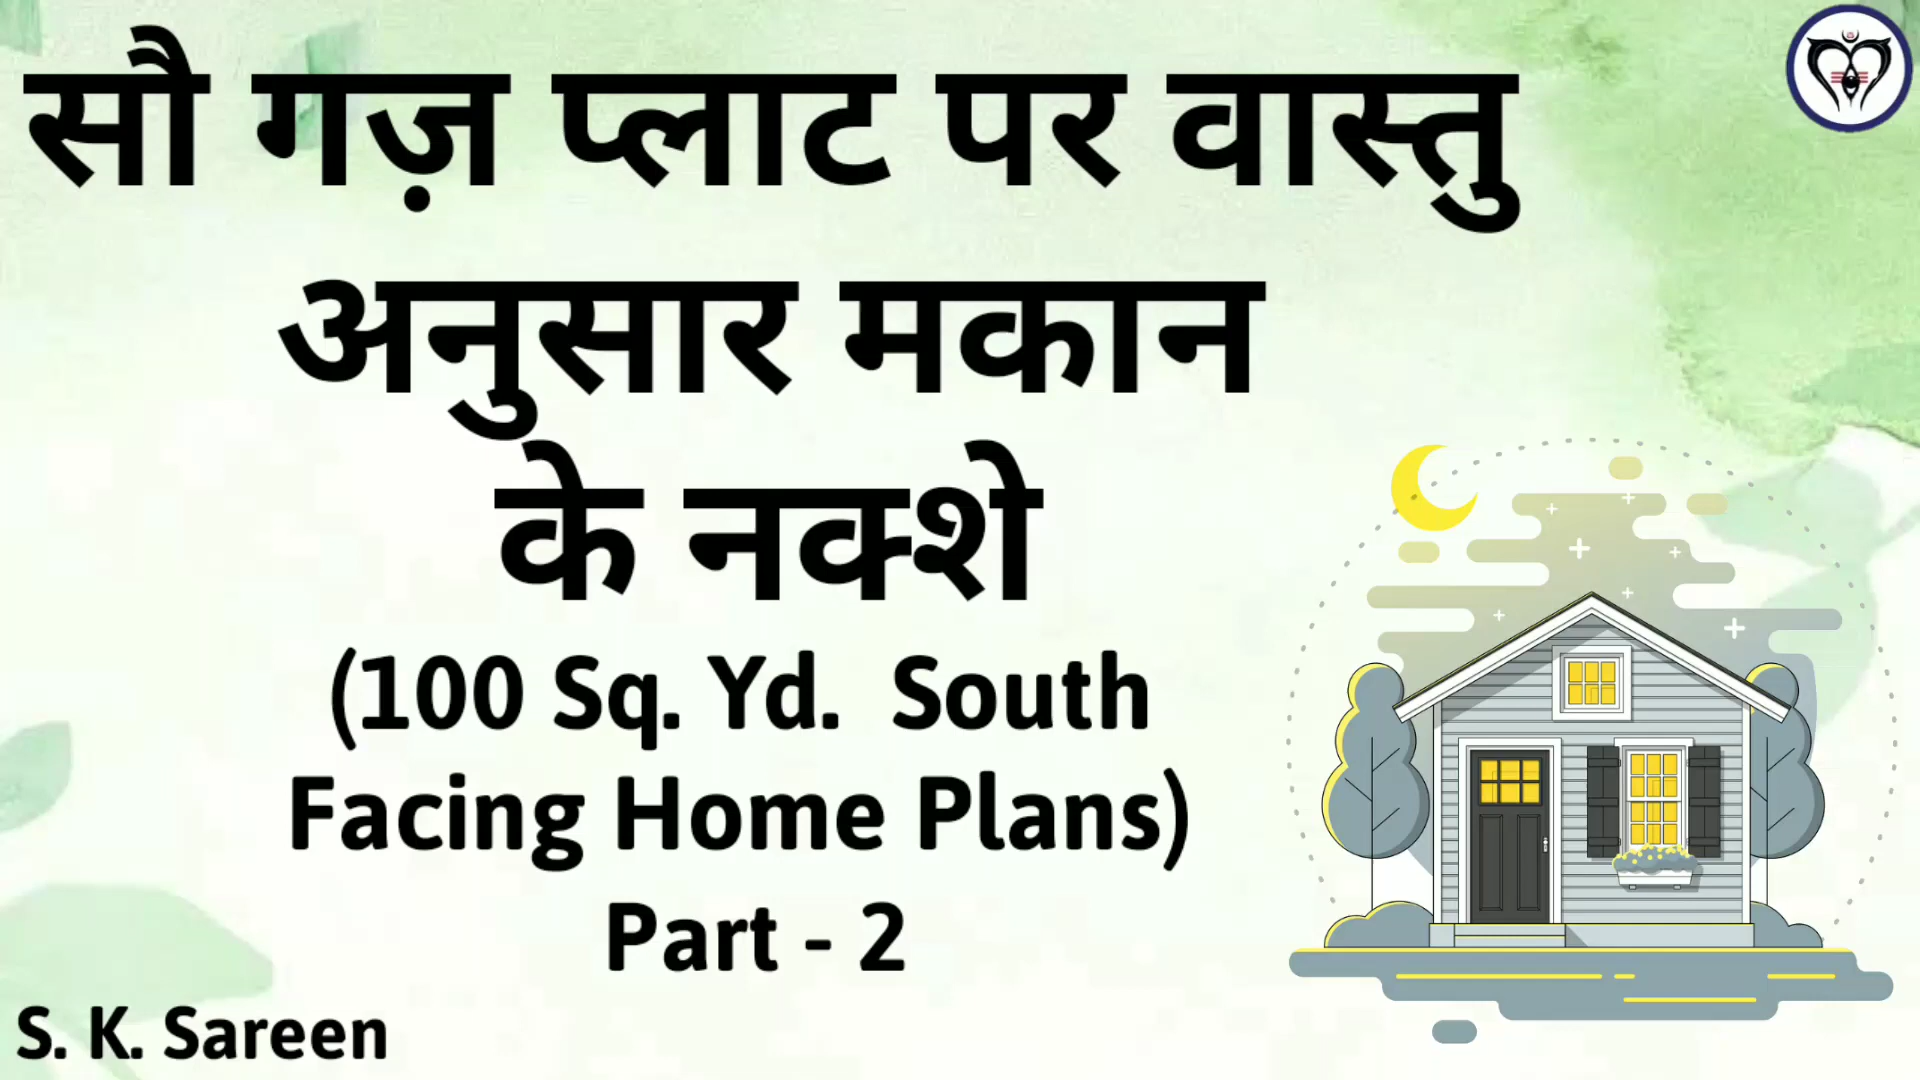 सौ गज़ प्लाट पर वास्तु
अनुसार मकान
के नक्शे
(100 Sq. Yd. South
Facing Home Plans)
Part - 2
S. K. Sareen